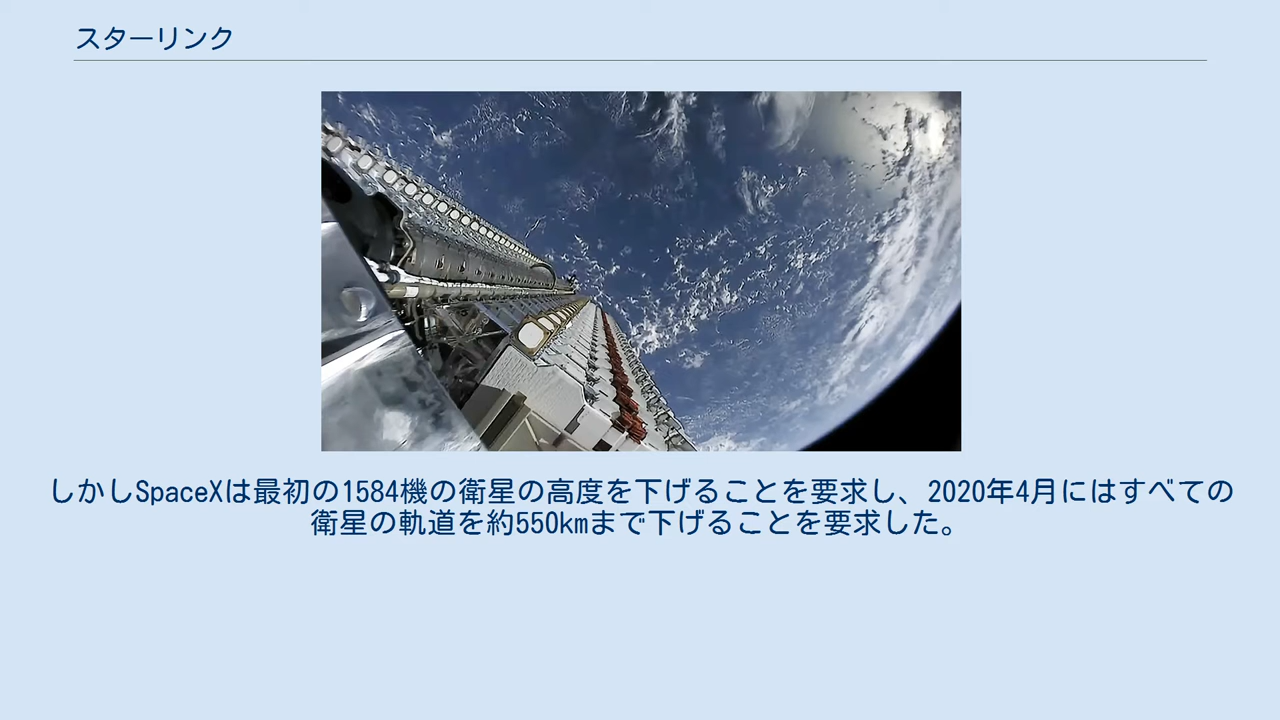 スターリンク
しかしSpaceXは最初の1584機の衛星の高度を下げることを要求し、2020年4月にはすべての
衛星の軌道を約550kmまで下げることを要求した。